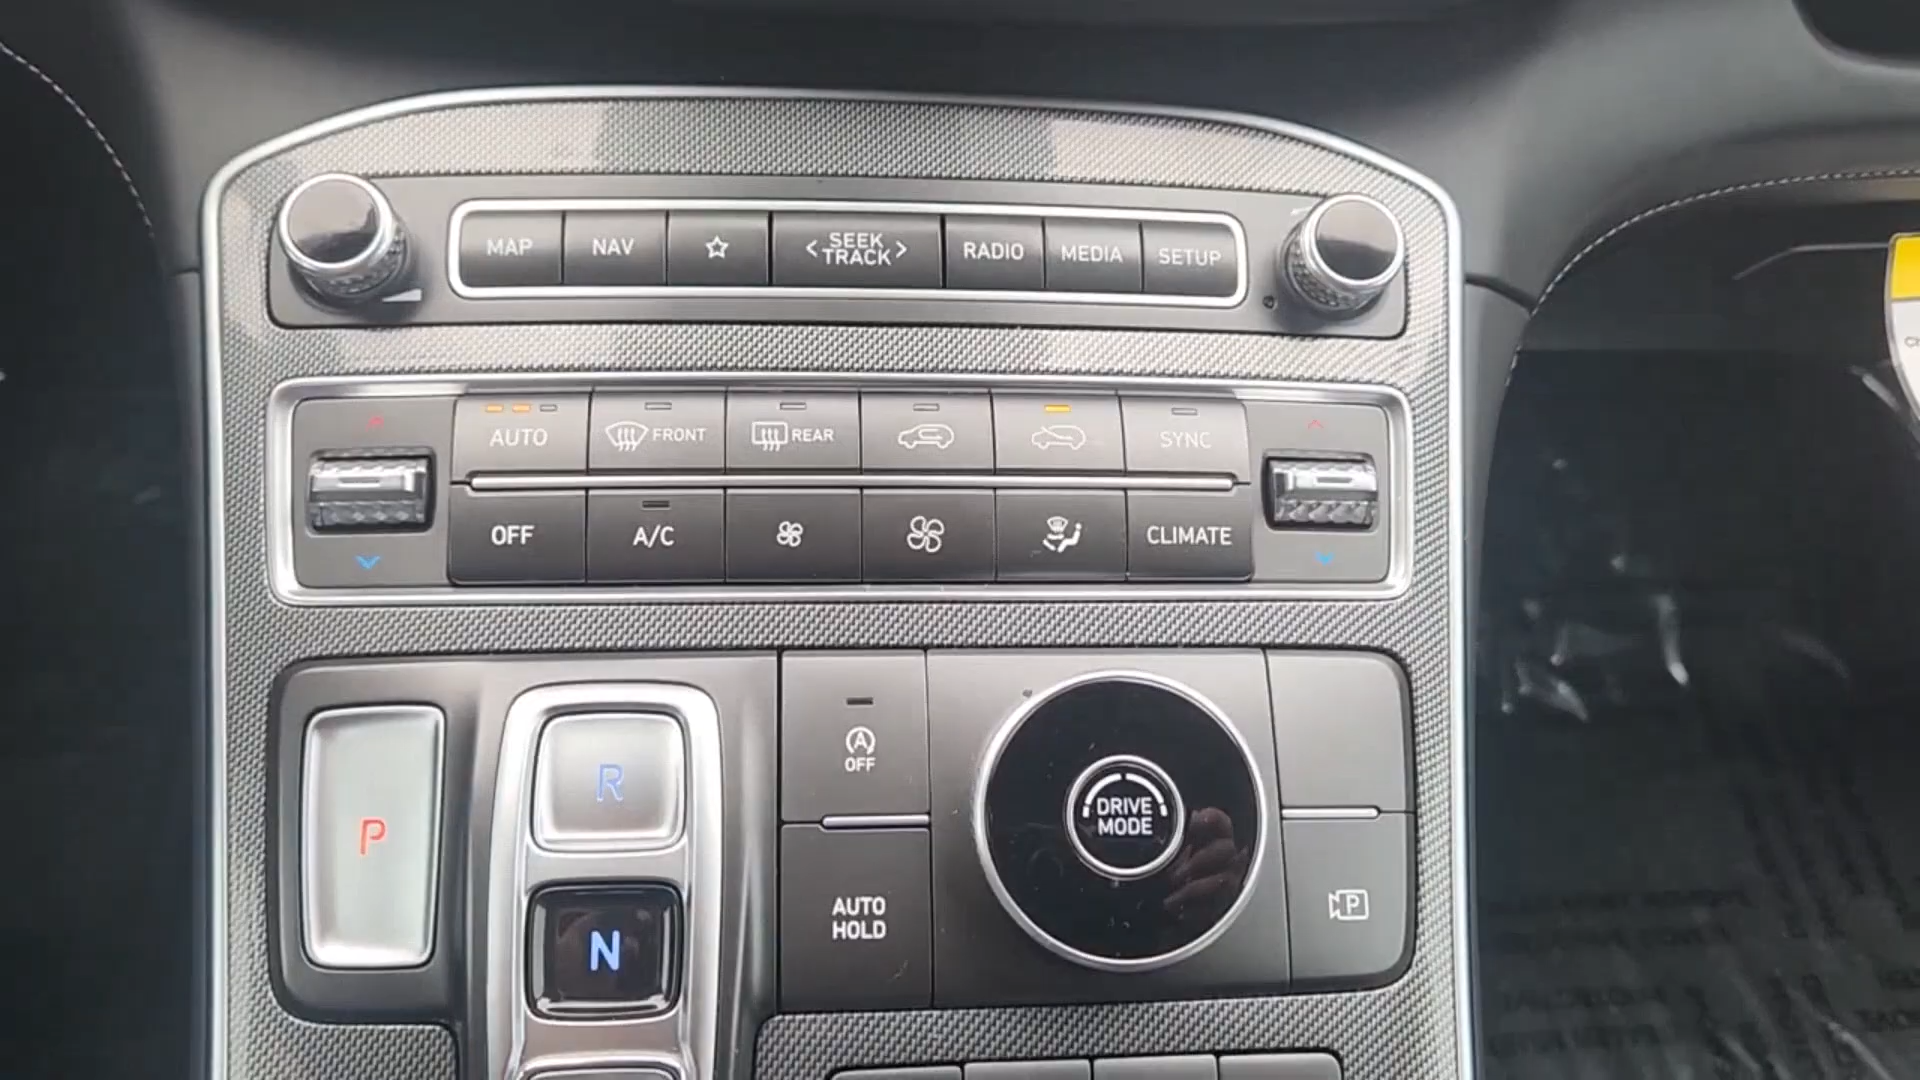 MAP
NAV
< SEEK TRACK >
RADIO
MEDIA
SETUP
AUTO
FRONT
REAR
SYNC
OFF
A/C
CLIMATE
P
R
N
A
OFF
AUTO
HOLD
DRIVE
MODE
P